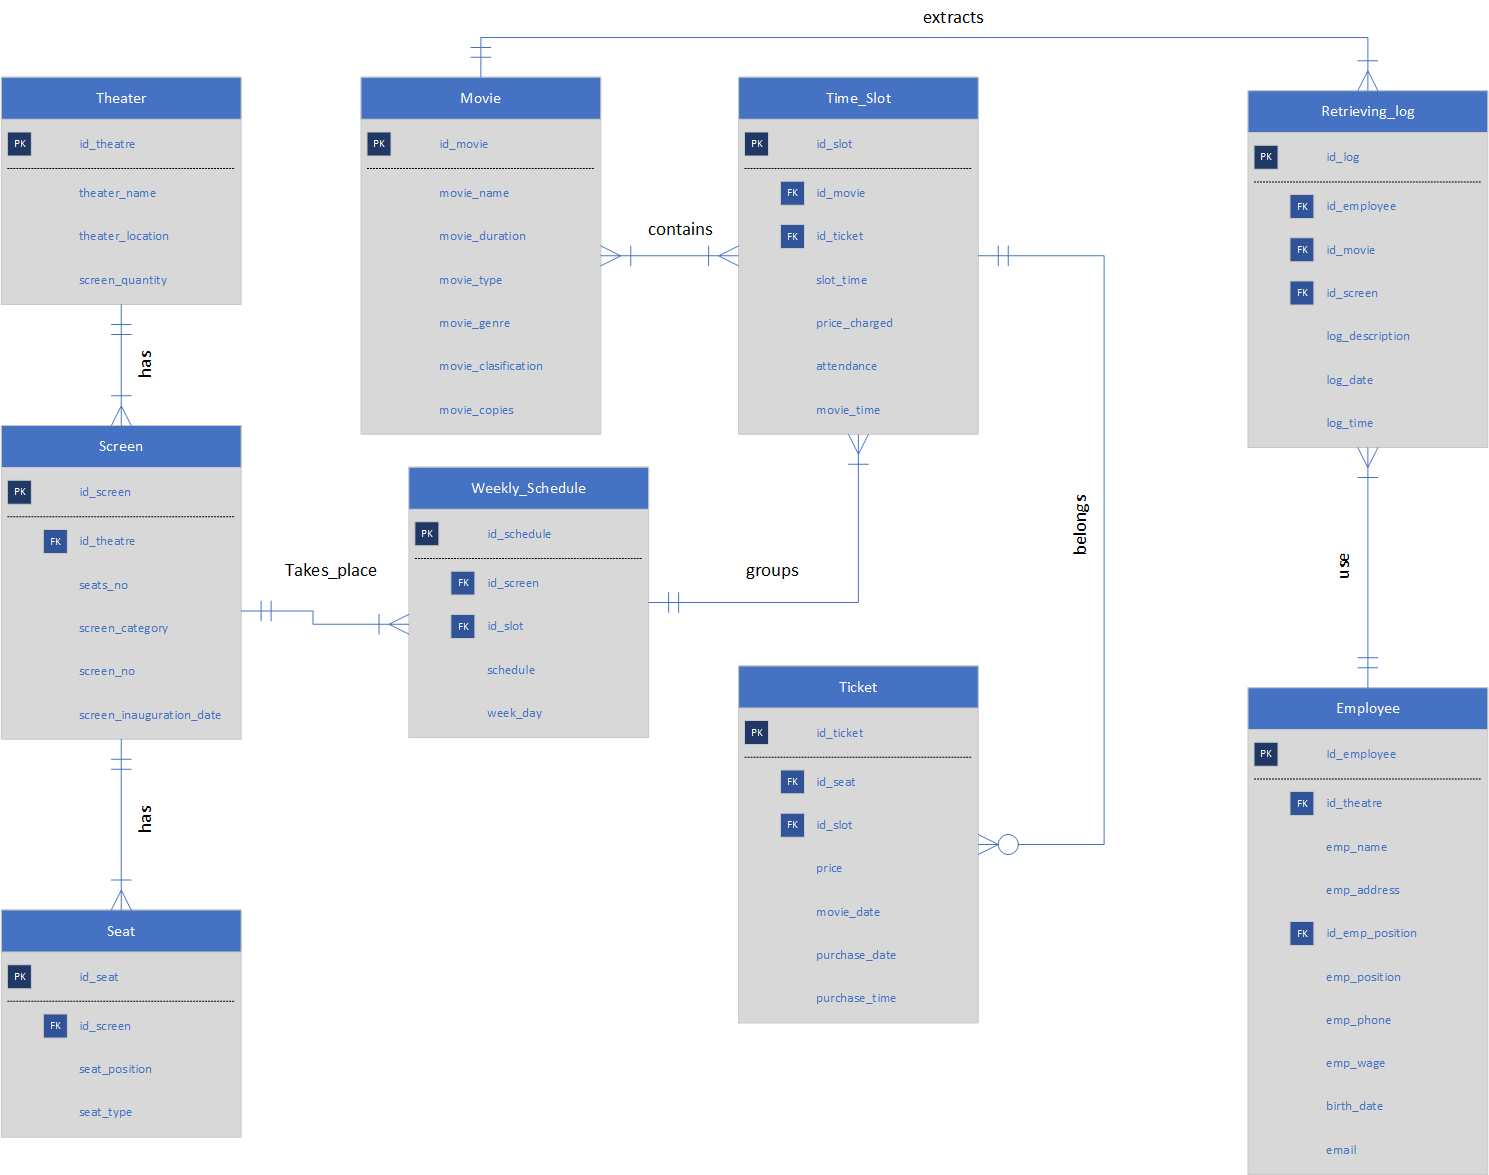 extracts
Theater
PK id_theatre
theater_name
theater_location
screen_quantity
Movie
PK id_movie
movie_name
movie_duration
movie_type
movie_genre
movie_clasification
movie_copies
contains
Time_Slot
PK id_slot
FK id_movie
FK id_ticket
slot_time
price_charged
attendance
movie_time
Retrieving_log
PK id_log
FK id_employee
FK id_movie
FK id_screen
log_description
log_date
log_time
has
Screen
PK id_screen
FK id_theatre
seats_no
screen_category
screen_no
screen_inauguration_date
Takes_place
Weekly_Schedule
PK id_schedule
FK id_screen
FK id_slot
schedule
week_day
groups
belongs
use
Ticket
PK id_ticket
FK id_seat
FK id_slot
price
movie_date
purchase_date
purchase_time
Employee
PK Id_employee
FK id_theatre
emp_name
emp_address
FK id_emp_position
emp_position
emp_phone
emp_wage
birth_date
email
has
Seat
PK id_seat
FK id_screen
seat_position
seat_type